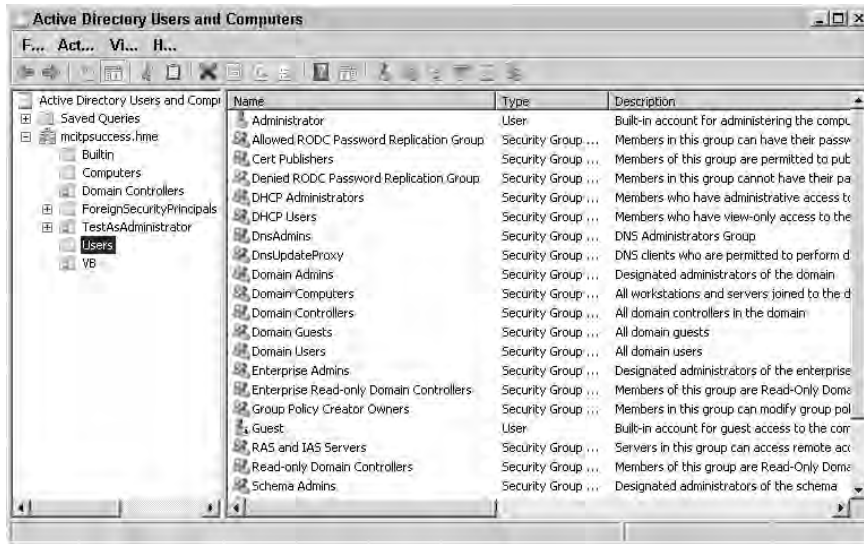 Active Directory Users and Computers
F... Act... Vi... H...
Active Directory Users and Compu
Saved Queries
mcitpsuccess.hme
Builtin
Computers
Domain Controllers
ForeignSecurityPrincipals
TestAsAdministrator
Users
VB
Name Type Description
Administrator User Built-in account for administering the compu
Allowed RODC Password Replication Group Security Group ... Members in this group can have their passw
Cert Publishers Security Group ... Members of this group are permitted to pub
Denied RODC Password Replication Group Security Group ... Members in this group cannot have their pa
DHCP Administrators Security Group ... Members who have administrative access to
DHCP Users Security Group ... Members who have view-only access to the
DnsAdmins Security Group ... DNS Administrators Group
DnsUpdateProxy Security Group ... DNS clients who are permitted to perform d
Domain Admins Security Group ... Designated administrators of the domain
Domain Computers Security Group ... All workstations and servers joined to the d
Domain Controllers Security Group ... All domain controllers in the domain
Domain Guests Security Group ... All domain guests
Domain Users Security Group ... All domain users
Enterprise Admins Security Group ... Designated administrators of the enterprise
Enterprise Read-only Domain Controllers Security Group ... Members of this group are Read-Only Doma
Group Policy Creator Owners Security Group ... Members in this group can modify group pol
Guest User Built-in account for guest access to the com
RAS and IAS Servers Security Group ... Servers in this group can access remote acc
Read-only Domain Controllers Security Group ... Members of this group are Read-Only Doma
Schema Admins Security Group ... Designated administrators of the schema